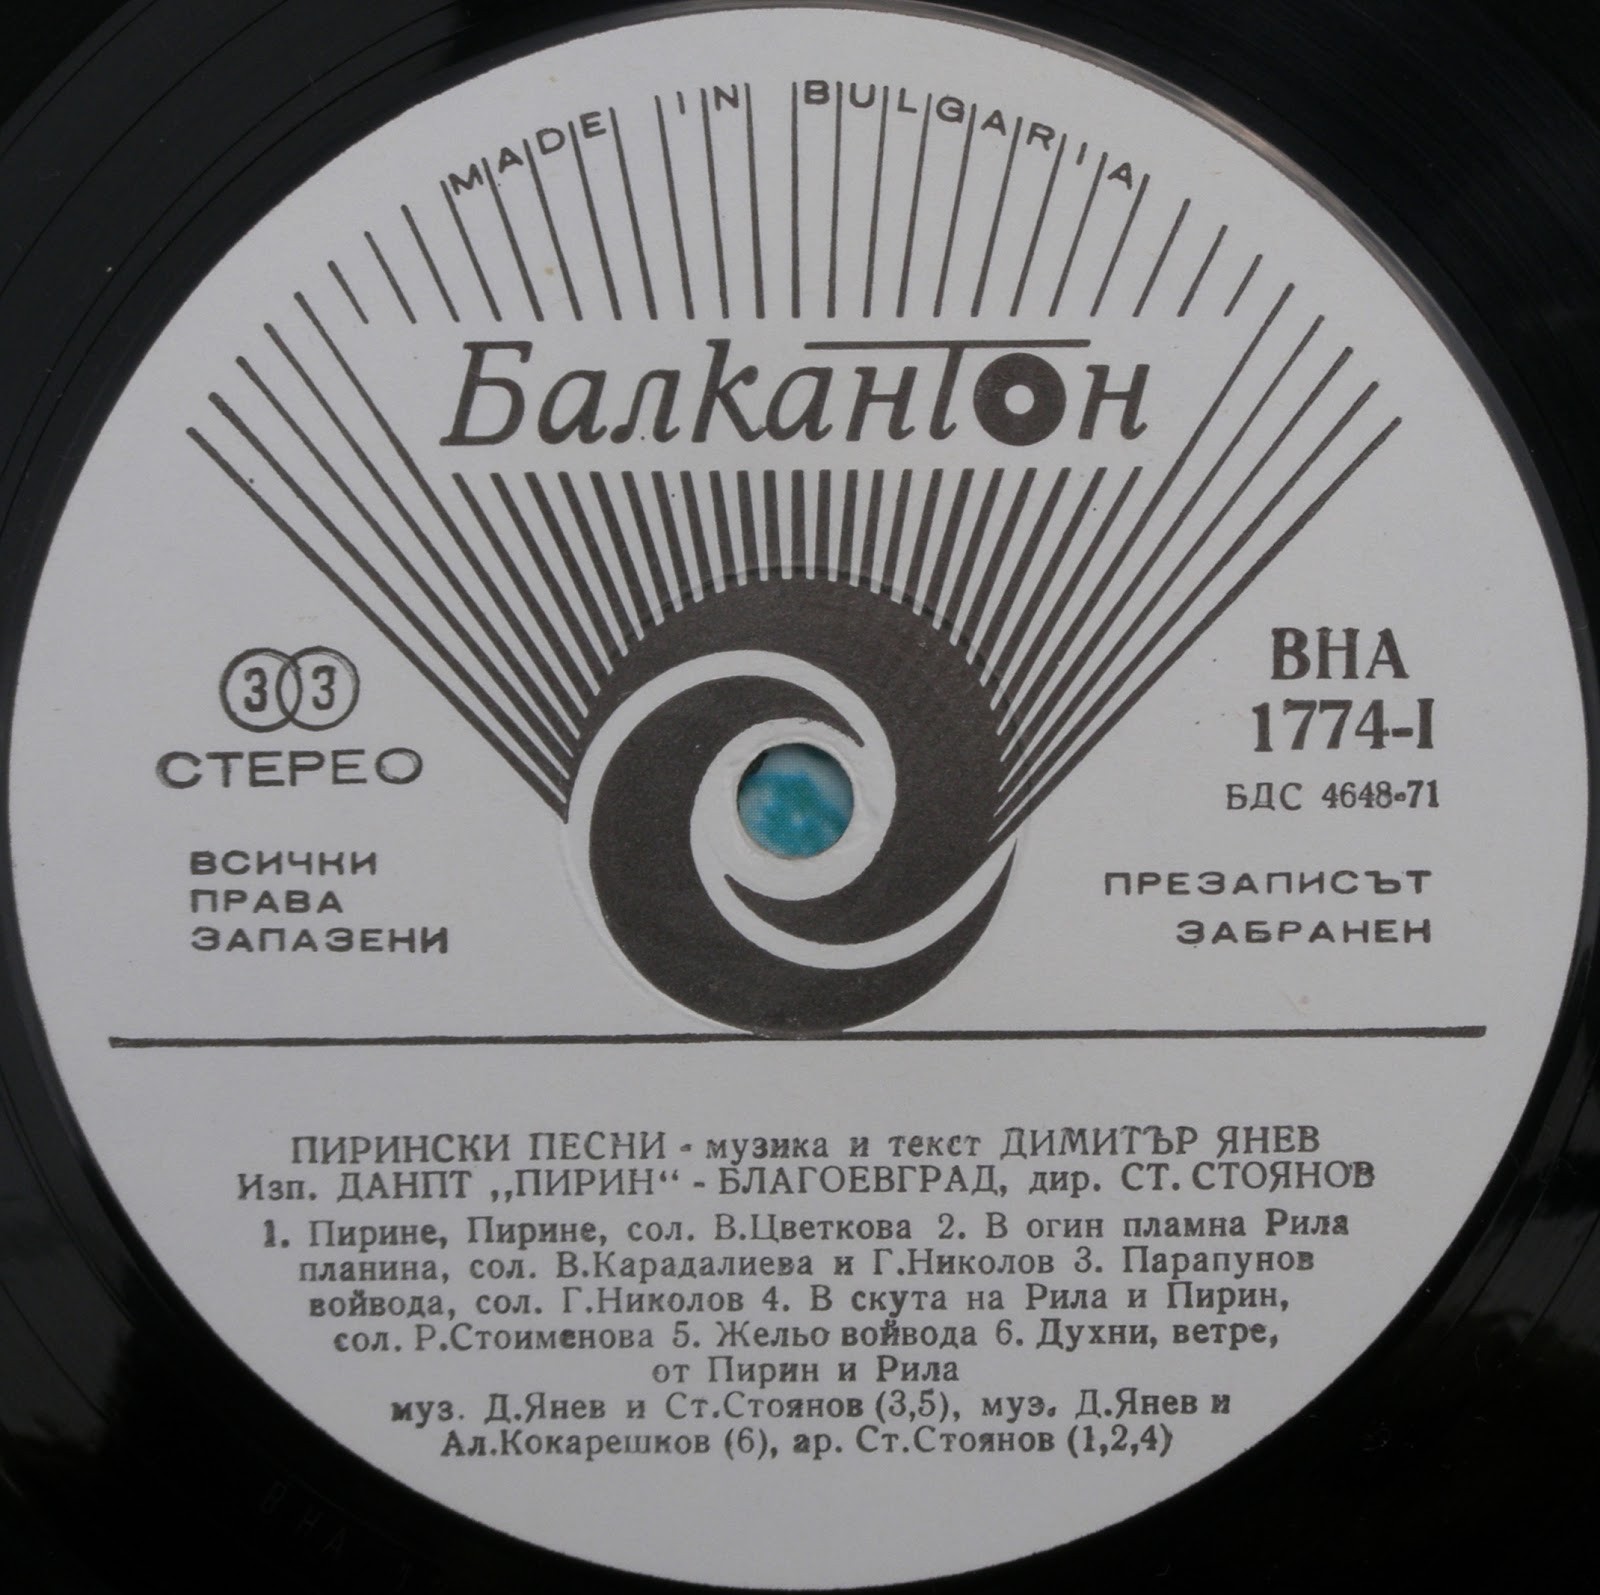 MADE IN BULGARIA
Балкантон
33
СТЕРЕО
ВСИЧКИ
ПРАВА
ЗАПАЗЕНИ
ВНА
1774-I
БДС 4648-71
ПРЕЗАПИСЪТ
ЗАБРАНЕН
ПИРИНСКИ ПЕСНИ - музика и текст ДИМИТЪР ЯНЕВ
Изп. ДАНПТ „ПИРИН“ - БЛАГОЕВГРАД, дир. СТ. СТОЯНОВ
1. Пирине, Пирине, сол. В.Цветкова 2. В огин пламна Рила
планина, сол. В.Карадалиева и Г.Николов 3. Парапунов
войвода, сол. Г.Николов 4. В скута на Рила и Пирин,
сол. Р.Стоименова 5. Жельо войвода 6. Духни, ветре,
от Пирин и Рила
муз. Д.Янев и Ст.Стоянов (3,5), муз. Д.Янев и
Ал.Кокарешков (6), ар. Ст.Стоянов (1,2,4)
ВНА 1